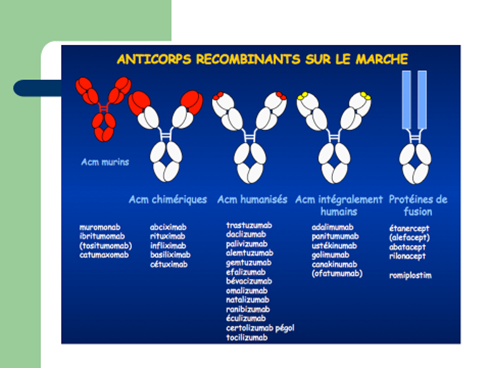 ANTICORPS RECOMBINANTS SUR LE MARCHE
Acm murins
muromonab
ibritumomab
(tositumomab)
catumaxomab
Acm chimériques
abciximab
rituximab
infliximab
basiliximab
cétuximab
Acm humanisés
trastuzumab
daclizumab
palivizumab
alemtuzumab
gemtuzumab
efalizumab
bévacizumab
omalizumab
natalizumab
ranibizumab
éculizumab
certolizumab pégol
tocilizumab
Acm intégralement
humains
adalimumab
panitumumab
ustékinumab
golimumab
canakinumab
(ofatumumab)
Protéines de
fusion
étanercept
(alefacept)
abatacept
rilonacept
romiplostim